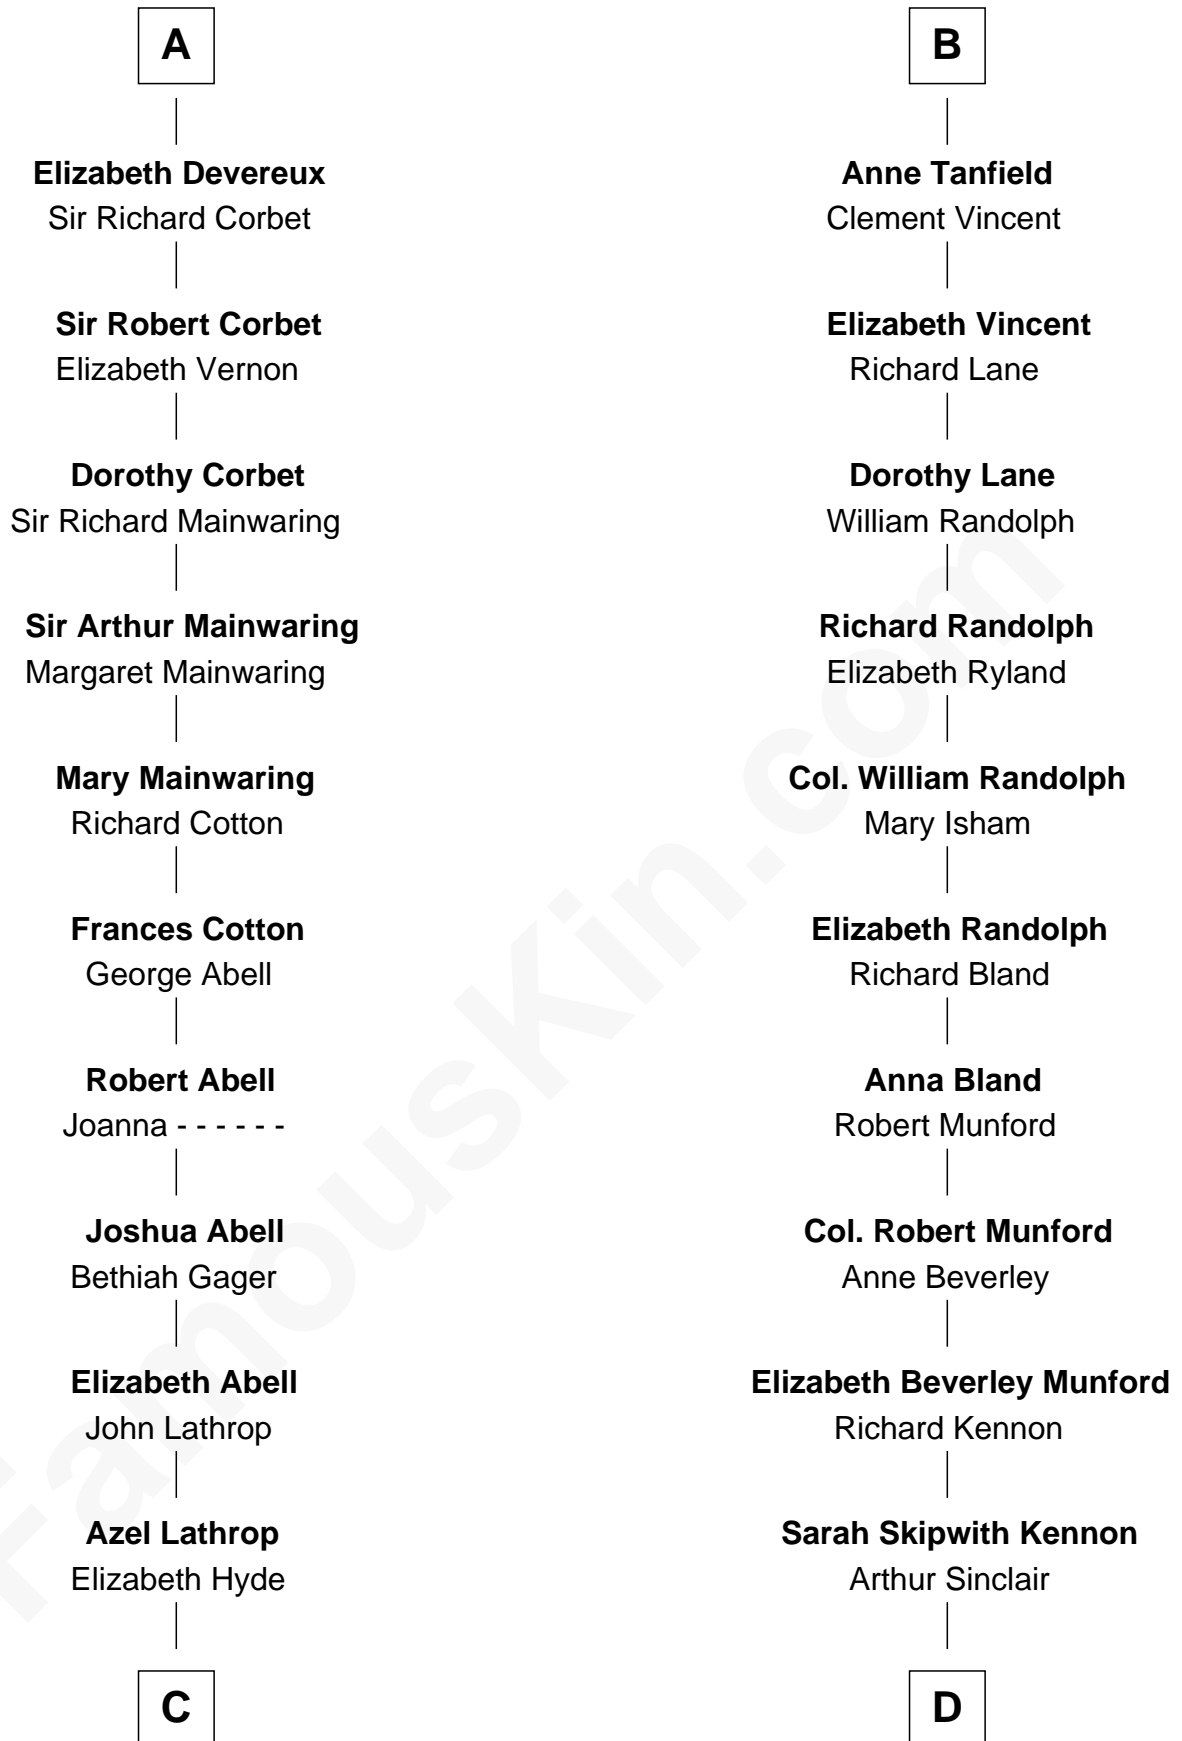 A
Elizabeth Devereux
Sir Richard Corbet
Sir Robert Corbet
Elizabeth Vernon
Dorothy Corbet
Sir Richard Mainwaring
Sir Arthur Mainwaring
Margaret Mainwaring
Mary Mainwaring
Richard Cotton
Frances Cotton
George Abell
Robert Abell
Joanna - - - - - -
Joshua Abell
Bethiah Gager
Elizabeth Abell
John Lathrop
Azel Lathrop
Elizabeth Hyde
C
B
Anne Tanfield
Clement Vincent
Elizabeth Vincent
Richard Lane
Dorothy Lane
William Randolph
Richard Randolph
Elizabeth Ryland
Col. William Randolph
Mary Isham
Elizabeth Randolph
Richard Bland
Anna Bland
Robert Munford
Col. Robert Munford
Anne Beverley
Elizabeth Beverley Munford
Richard Kennon
Sarah Skipwith Kennon
Arthur Sinclair
D
FamousKin.com